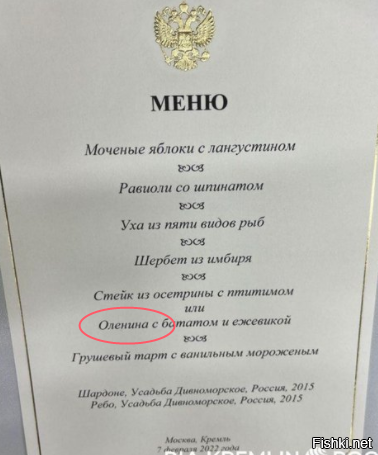 МЕНЮ
Моченые яблоки с лангустином
Равиоли со шпинатом
Уха из пяти видов рыб
Щербет из имбиря
Стейк из осетрины с птитимом
или
Оленина с бататом и ежевикой
Грушевый тарт с ванильным мороженым
Шардоне, Усадьба Дивноморское, Россия, 2015
Ребо, Усадьба Дивноморское, Россия, 2015
Москва, Кремль
7 февраля 2022 года
Fishki.net